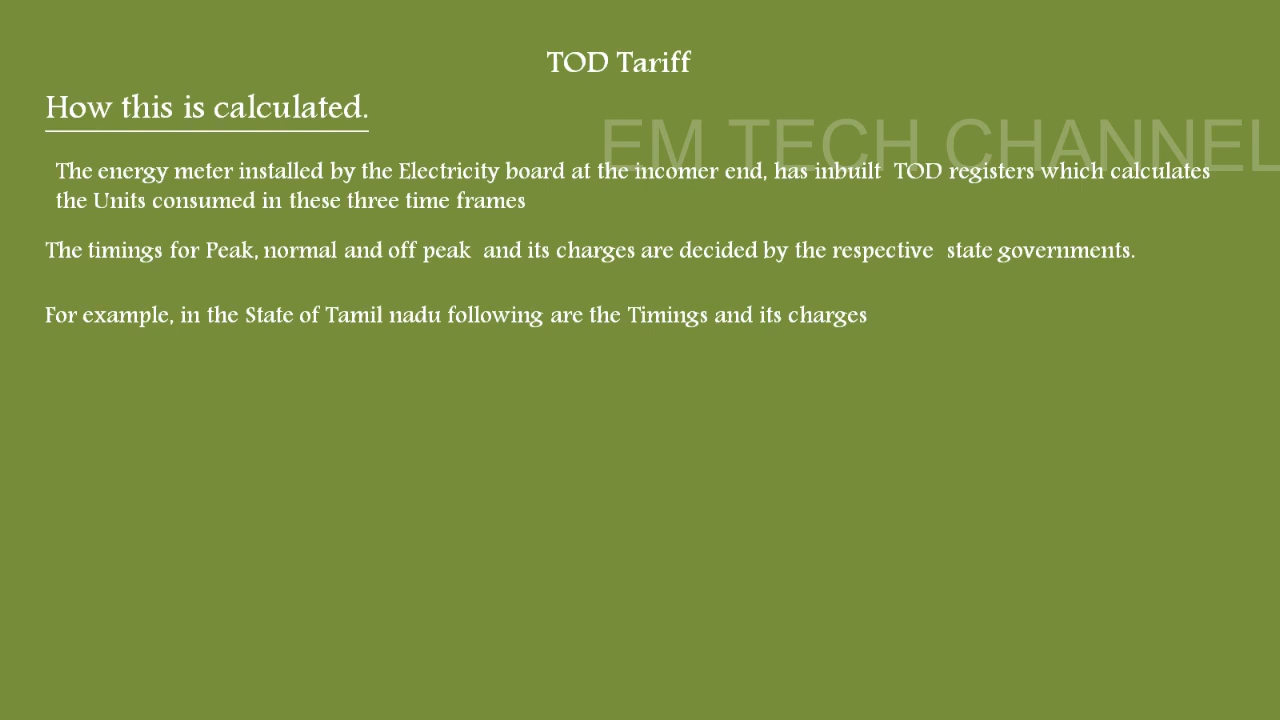 TOD Tariff
How this is calculated.
EM TECH CHANNEL
The energy meter installed by the Electricity board at the incomer end, has inbuilt TOD registers which calculates
the Units consumed in these three time frames
The timings for Peak, normal and off peak and its charges are decided by the respective state governments.
For example, in the State of Tamil nadu following are the Timings and its charges